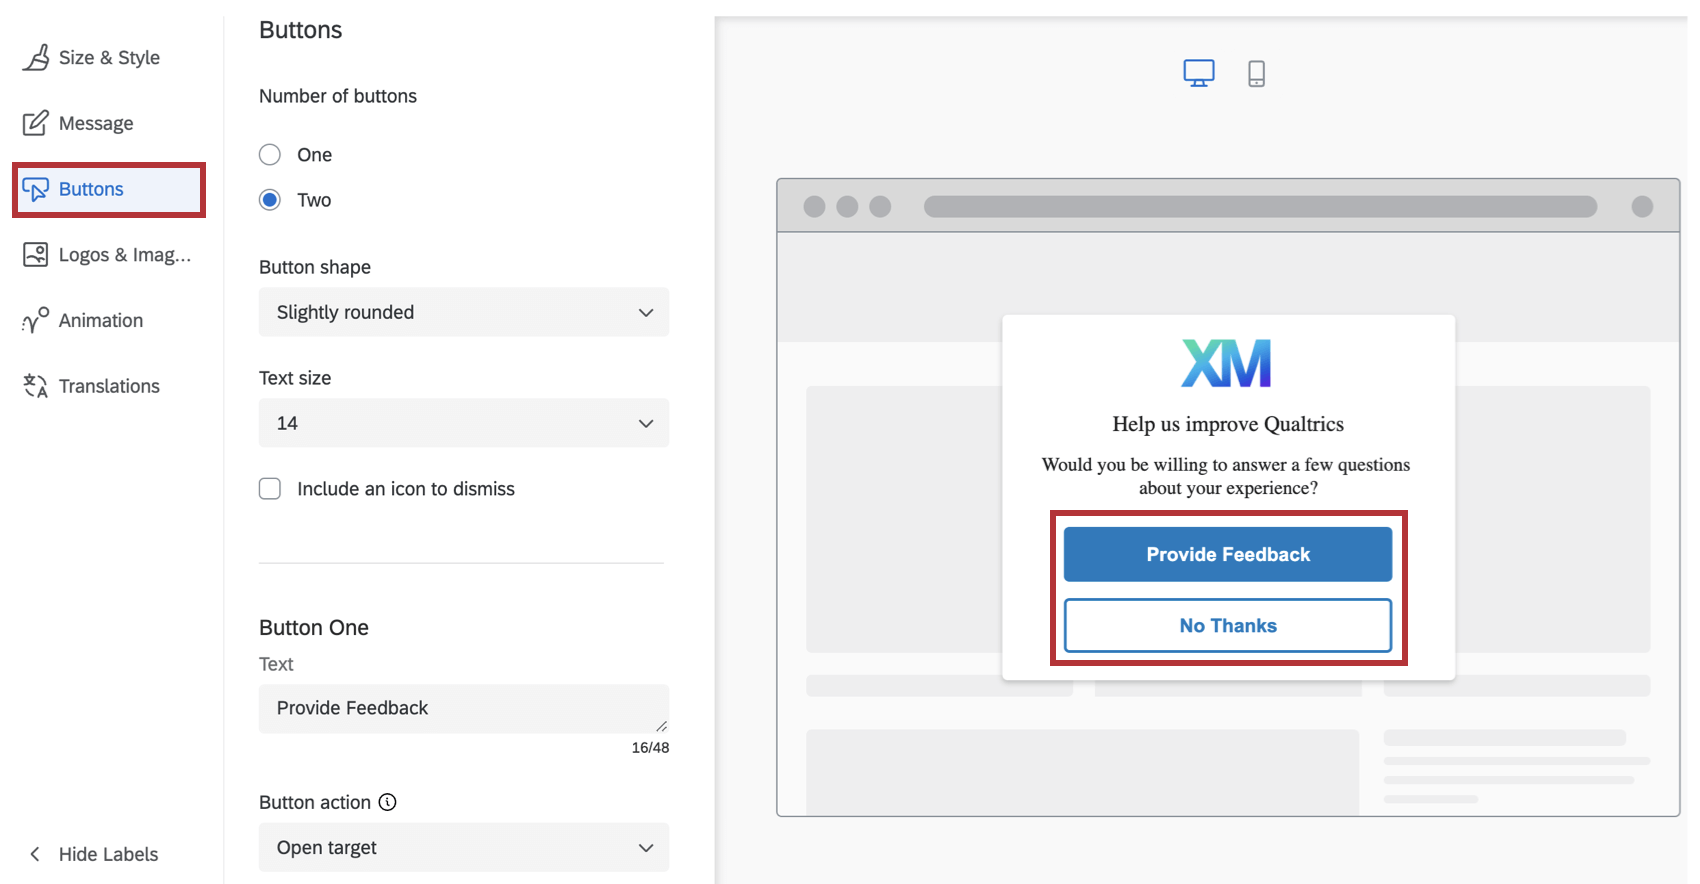 Size & Style
Message
Buttons
Logos & Imag...
Animation
Translations
Hide Labels
Buttons
Number of buttons
One
Two
Button shape
Slightly rounded
Text size
14
Include an icon to dismiss
Button One
Text
Provide Feedback
16/48
Button action
Open target
XM
Help us improve Qualtrics
Would you be willing to answer a few questions
about your experience?
Provide Feedback
No Thanks